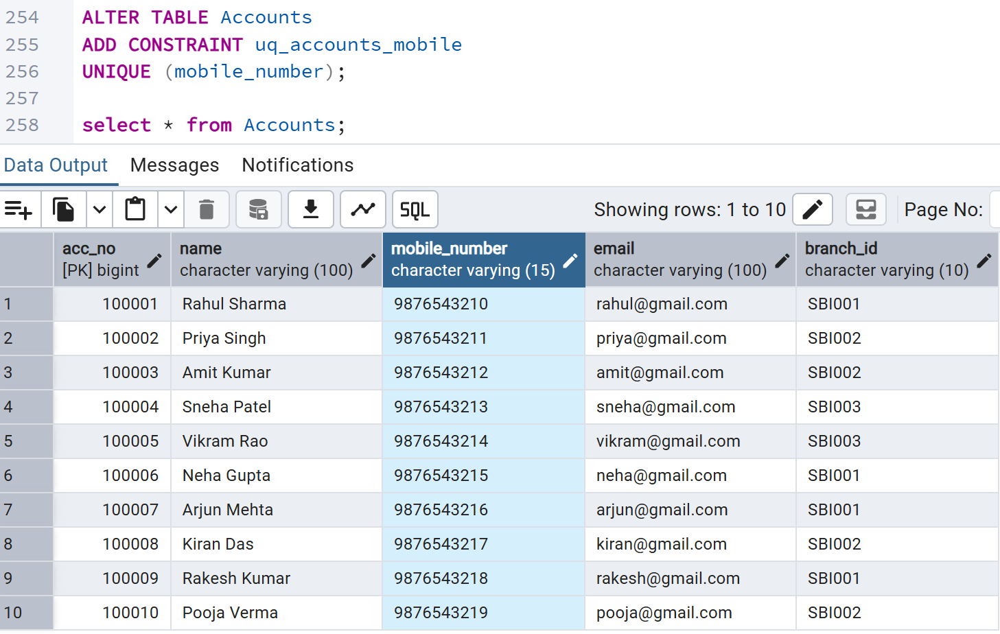 254 ALTER TABLE Accounts
255 ADD CONSTRAINT uq_accounts_mobile
256 UNIQUE (mobile_number);
257
258 select * from Accounts;
Data Output Messages Notifications
SQL Showing rows: 1 to 10 Page No:
acc_no name mobile_number email branch_id
[PK] bigint character varying (100) character varying (15) character varying (100) character varying (10)
1 100001 Rahul Sharma 9876543210 rahul@gmail.com SBI001
2 100002 Priya Singh 9876543211 priya@gmail.com SBI002
3 100003 Amit Kumar 9876543212 amit@gmail.com SBI002
4 100004 Sneha Patel 9876543213 sneha@gmail.com SBI003
5 100005 Vikram Rao 9876543214 vikram@gmail.com SBI003
6 100006 Neha Gupta 9876543215 neha@gmail.com SBI001
7 100007 Arjun Mehta 9876543216 arjun@gmail.com SBI001
8 100008 Kiran Das 9876543217 kiran@gmail.com SBI002
9 100009 Rakesh Kumar 9876543218 rakesh@gmail.com SBI001
10 100010 Pooja Verma 9876543219 pooja@gmail.com SBI002